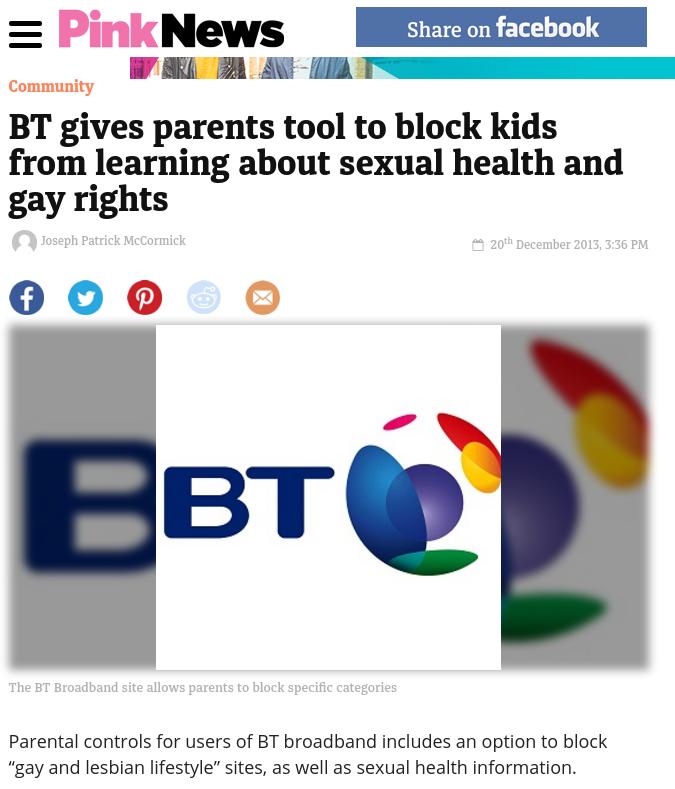 PinkNews
Share on facebook
Community
BT gives parents tool to block kids
from learning about sexual health and
gay rights
Joseph Patrick McCormick
20th December 2013, 3:36 PM
BT
The BT Broadband site allows parents to block specific categories
Parental controls for users of BT broadband includes an option to block
“gay and lesbian lifestyle” sites, as well as sexual health information.